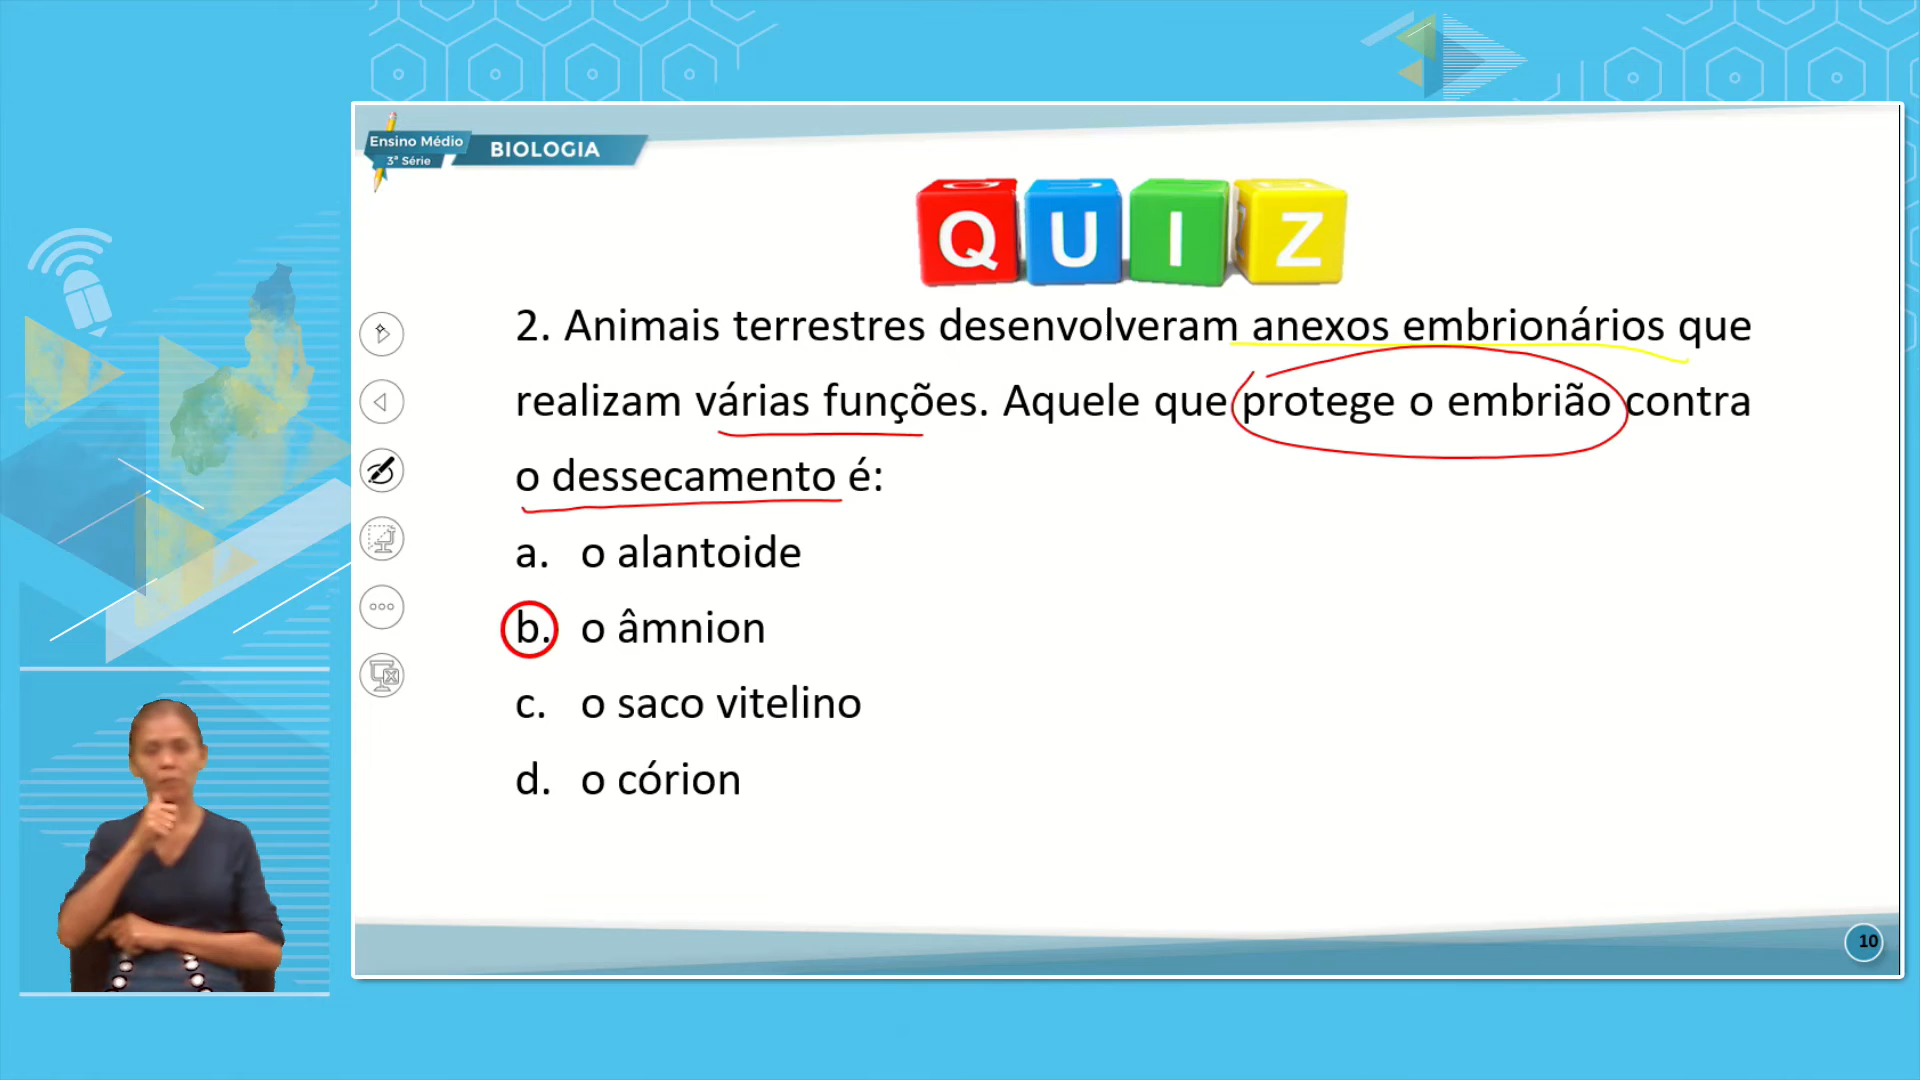 Ensino Médio
3ª Série
BIOLOGIA
QUIZ
2. Animais terrestres desenvolveram anexos embrionários que
realizam várias funções. Aquele que protege o embrião contra
o dessecamento é:
a. o alantoide
b. o âmnion
c. o saco vitelino
d. o córion
10